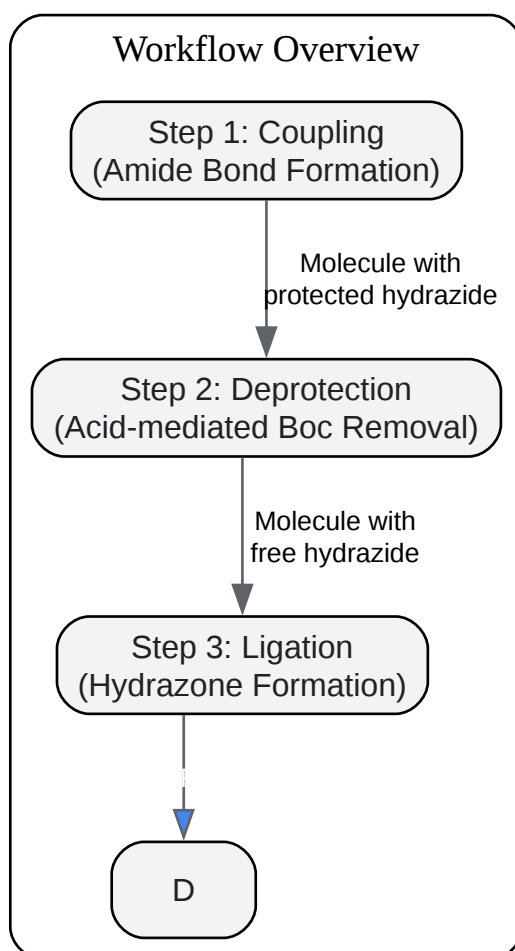 Workflow Overview
Step 1: Coupling
(Amide Bond Formation)
Molecule with
protected hydrazide
Step 2: Deprotection
(Acid-mediated Boc Removal)
Molecule with
free hydrazide
Step 3: Ligation
(Hydrazone Formation)
D